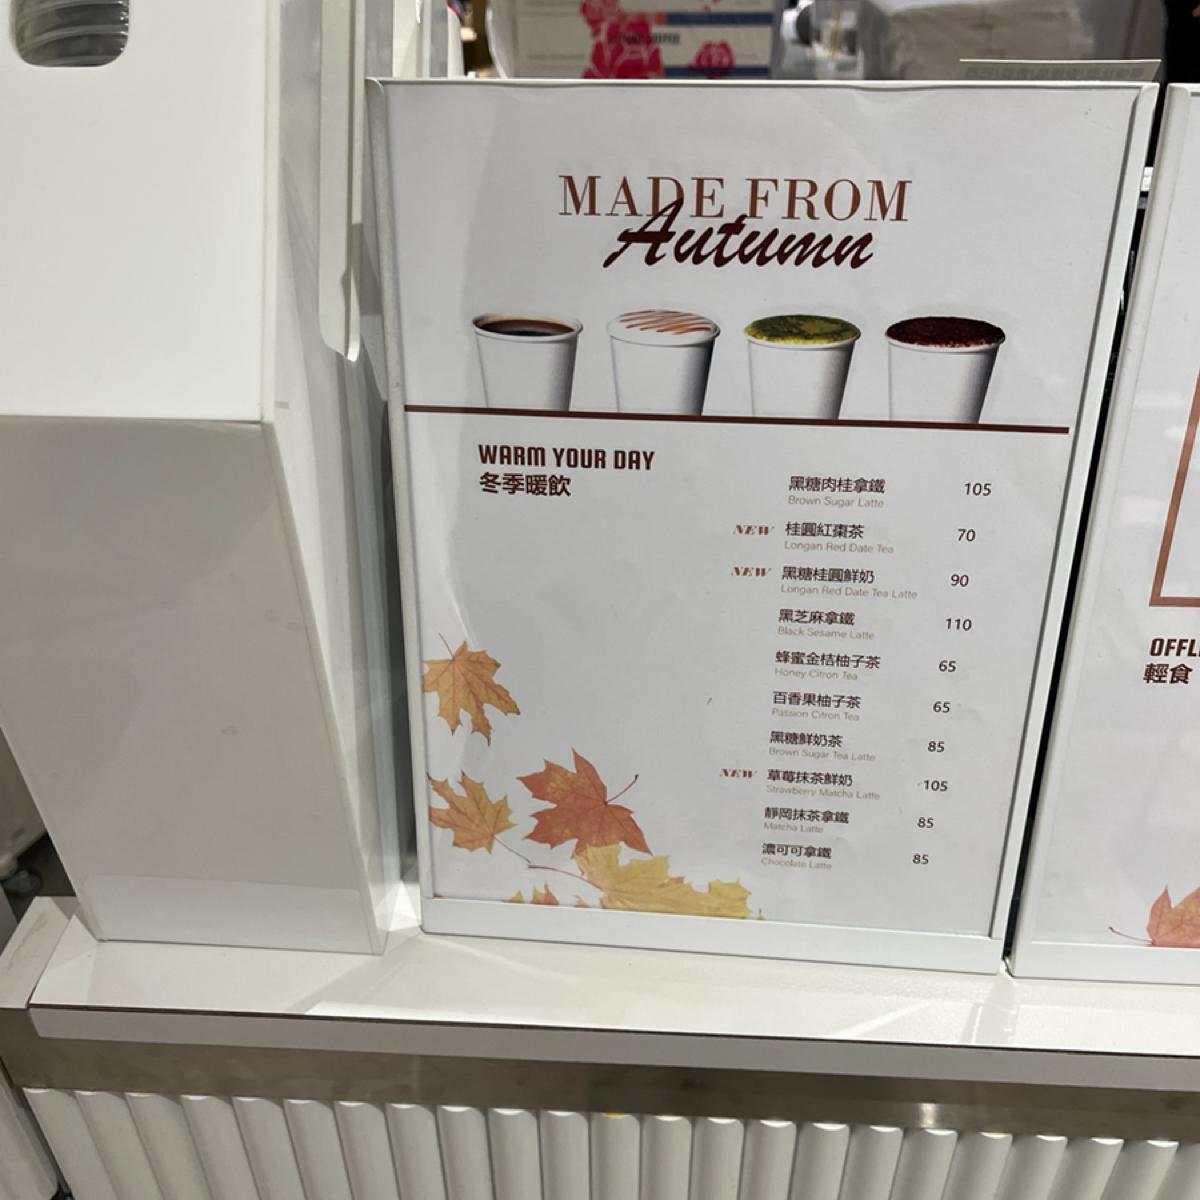 MADE FROM
Autumn
WARM YOUR DAY
冬季暖飲
黑糖肉桂拿鐵 105
Brown Sugar Latte
NEW 桂圓紅棗茶 70
Longan Red Date Tea
NEW 黑糖桂圓鮮奶 90
Longan Red Date Tea Latte
黑芝麻拿鐵 110
Black Sesame Latte
蜂蜜金桔柚子茶 65
Honey Citron Tea
百香果柚子茶 65
Passion Citron Tea
黑糖鮮奶茶 85
Brown Sugar Tea Latte
NEW 草莓抹茶鮮奶 105
Strawberry Matcha Latte
靜岡抹茶拿鐵 85
Matcha Latte
濃可可拿鐵 85
Chocolate Latte
OFFL
輕食